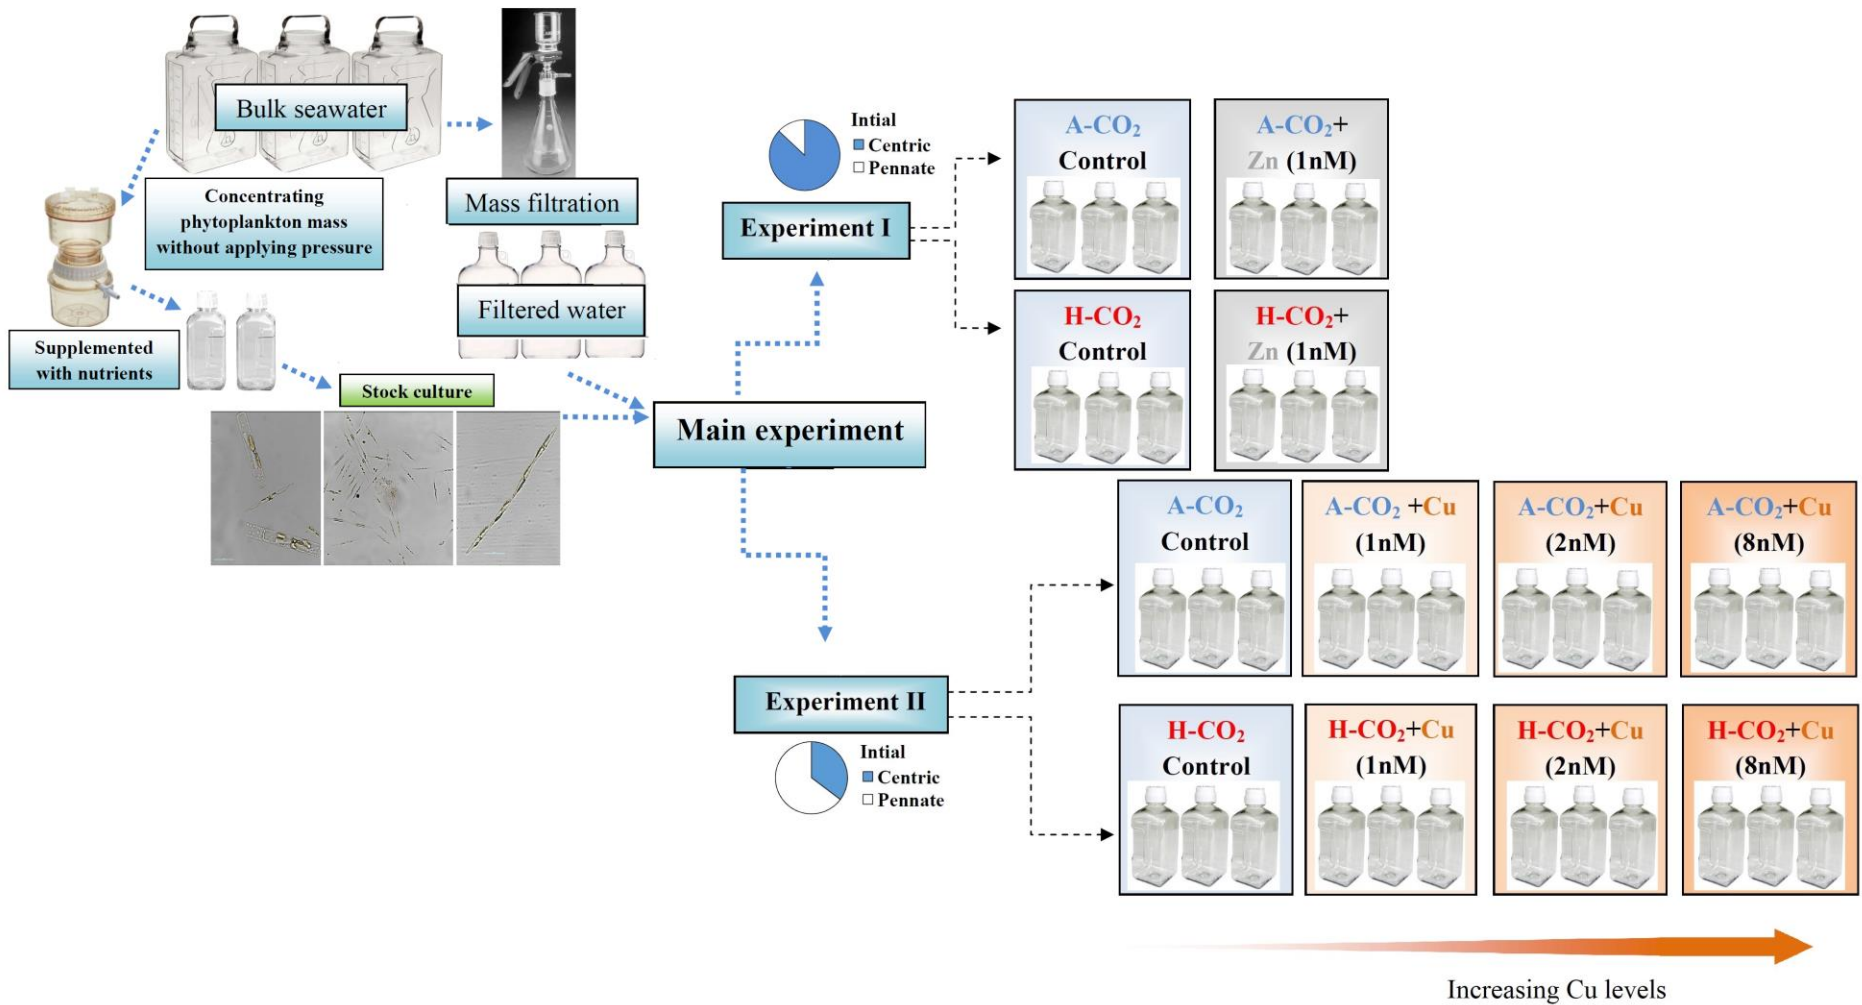 Bulk seawater
Concentrating
phytoplankton mass
without applying pressure
Mass filtration
Filtered water
Supplemented
with nutrients
Stock culture
Main experiment
Intial
Centric
Pennate
Experiment I
A-CO₂
Control
A-CO₂+
Zn (1nM)
H-CO₂
Control
H-CO₂+
Zn (1nM)
Experiment II
Intial
Centric
Pennate
A-CO₂
Control
A-CO₂ +Cu
(1nM)
A-CO₂+Cu
(2nM)
A-CO₂+Cu
(8nM)
H-CO₂
Control
H-CO₂+Cu
(1nM)
H-CO₂+Cu
(2nM)
H-CO₂+Cu
(8nM)
Increasing Cu levels